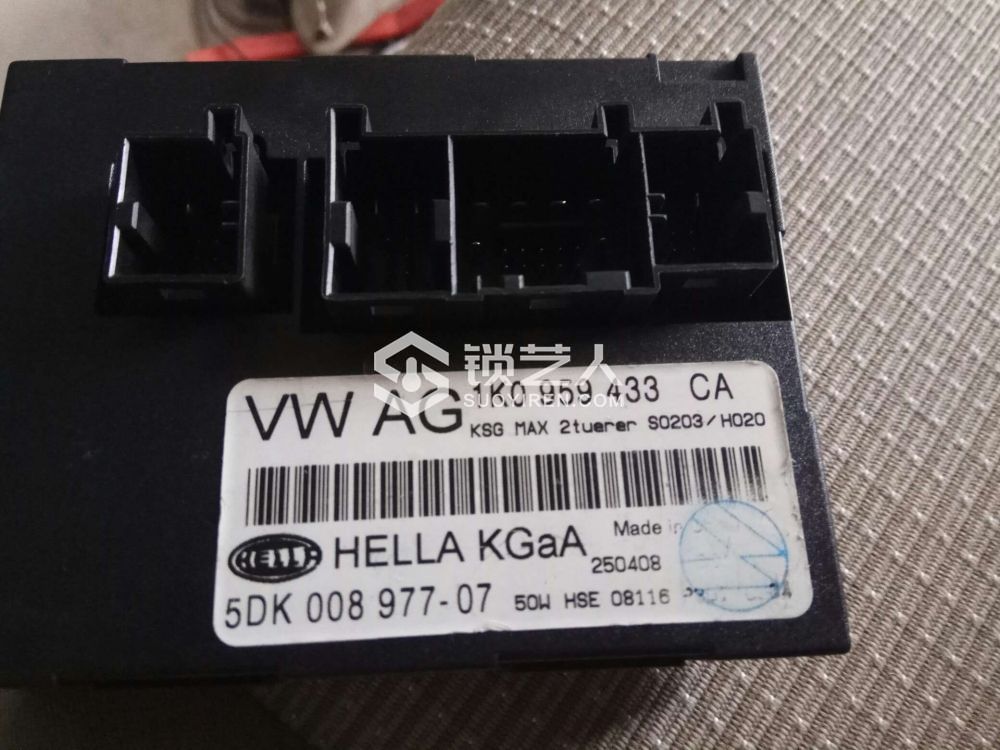 锁艺人
SUOYIREN.COM
VW AG
1K0 959 433 CA
KSG MAX 2tuerer S0203/H020
HELLA
HELLA KGaA
Made in
250408
5DK 008 977-07
50W HSE 08116